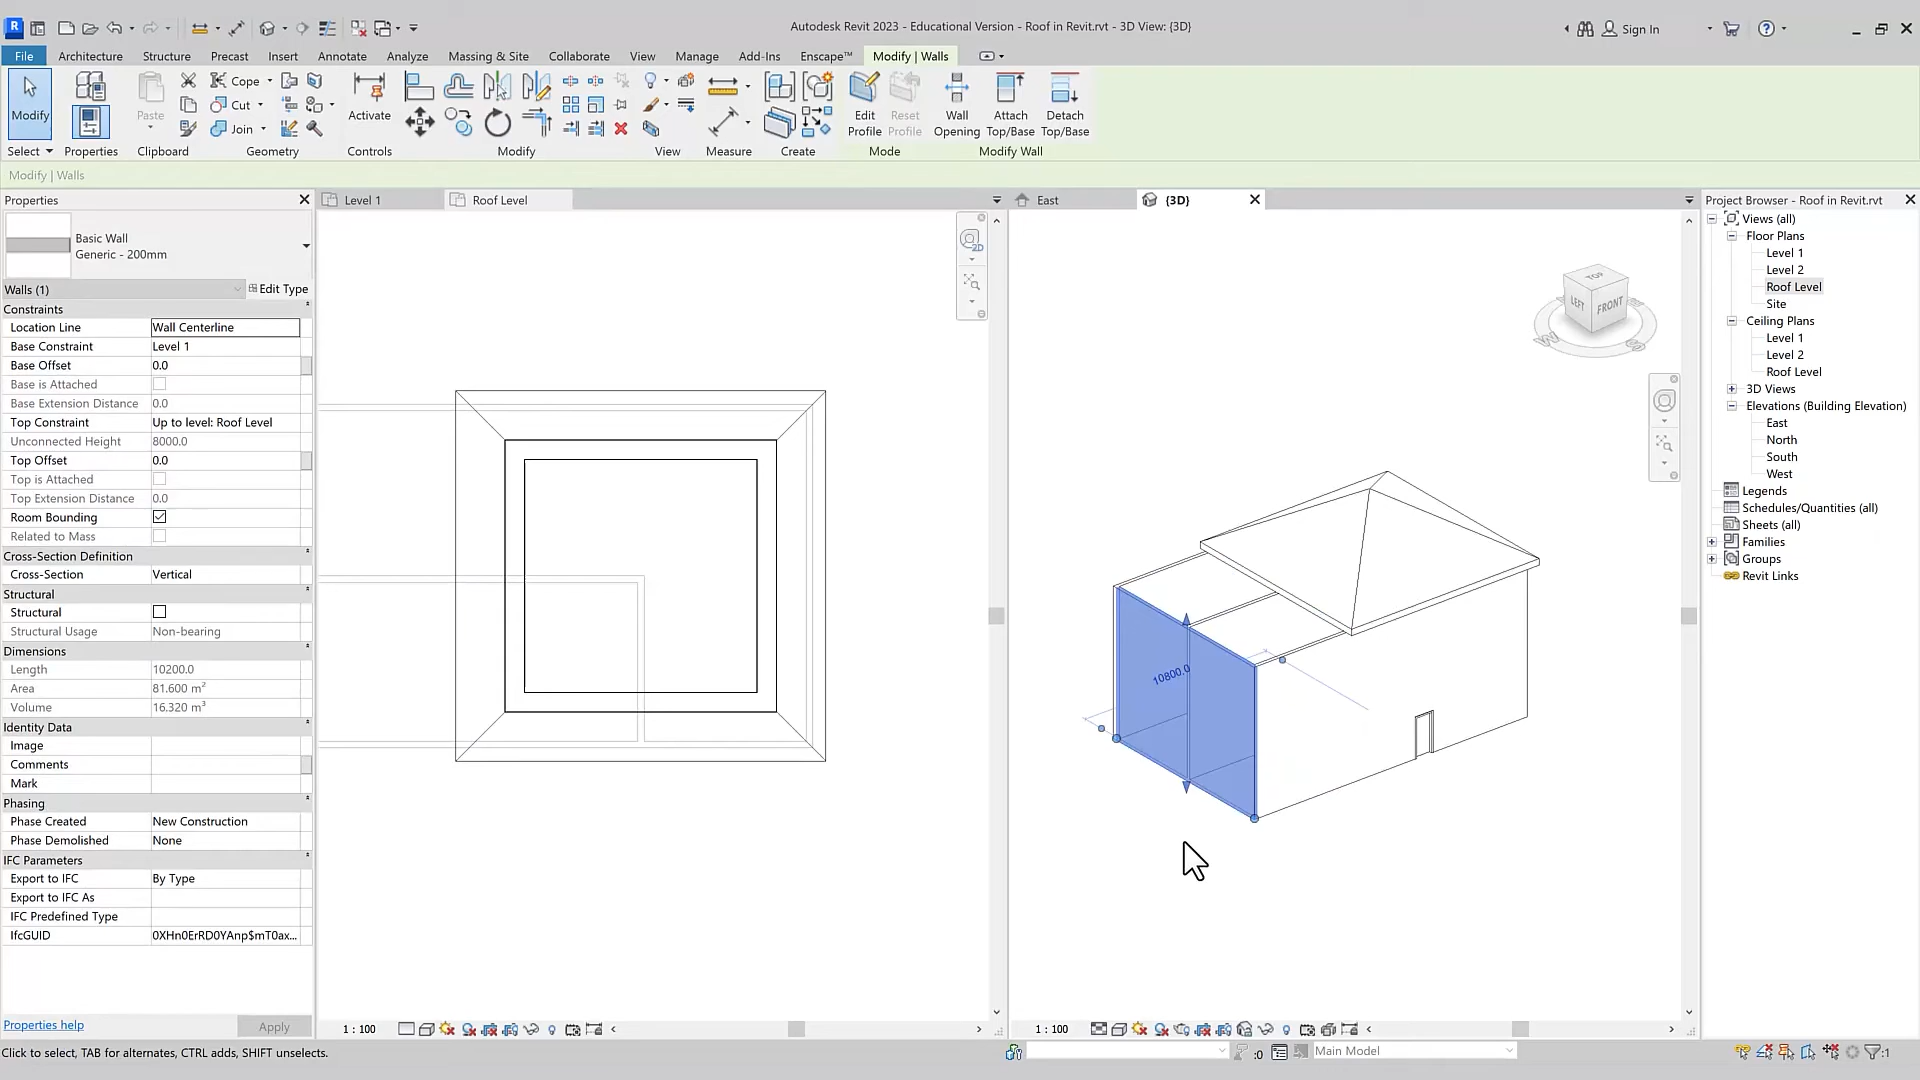 Autodesk Revit 2023 - Educational Version - Roof in Revit.rvt - 3D View: {3D}
Sign In
File Architecture Structure Precast Insert Annotate Analyze Massing & Site Collaborate View Manage Add-Ins Enscape™ Modify | Walls
Modify
Paste
Cope
Cut
Join
Activate
Edit Profile
Reset Profile
Wall Opening
Attach Top/Base
Detach Top/Base
Select Properties Clipboard Geometry Controls Modify View Measure Create Mode Modify Wall
Modify | Walls
Properties
Basic Wall
Generic - 200mm
Walls (1)
Edit Type
Constraints
Location Line Wall Centerline
Base Constraint Level 1
Base Offset 0.0
Base is Attached
Base Extension Distance 0.0
Top Constraint Up to level: Roof Level
Unconnected Height 8000.0
Top Offset 0.0
Top is Attached
Top Extension Distance 0.0
Room Bounding
Related to Mass
Cross-Section Definition
Cross-Section Vertical
Structural
Structural
Structural Usage Non-bearing
Dimensions
Length 10200.0
Area 81.600 m²
Volume 16.320 m³
Identity Data
Image
Comments
Mark
Phasing
Phase Created New Construction
Phase Demolished None
IFC Parameters
Export to IFC By Type
Export to IFC As
IFC Predefined Type
IfcGUID 0XHn0ErRD0YAnp$mT0ax...
Properties help
Apply
Level 1
Roof Level
2D
1 : 100
East
{3D}
TOP
LEFT
FRONT
W
S
10800.0
1 : 100
Project Browser - Roof in Revit.rvt
Views (all)
Floor Plans
Level 1
Level 2
Roof Level
Site
Ceiling Plans
Level 1
Level 2
Roof Level
3D Views
Elevations (Building Elevation)
East
North
South
West
Legends
Schedules/Quantities (all)
Sheets (all)
Families
Groups
Revit Links
Click to select, TAB for alternates, CTRL adds, SHIFT unselects.
:0
Main Model
:1